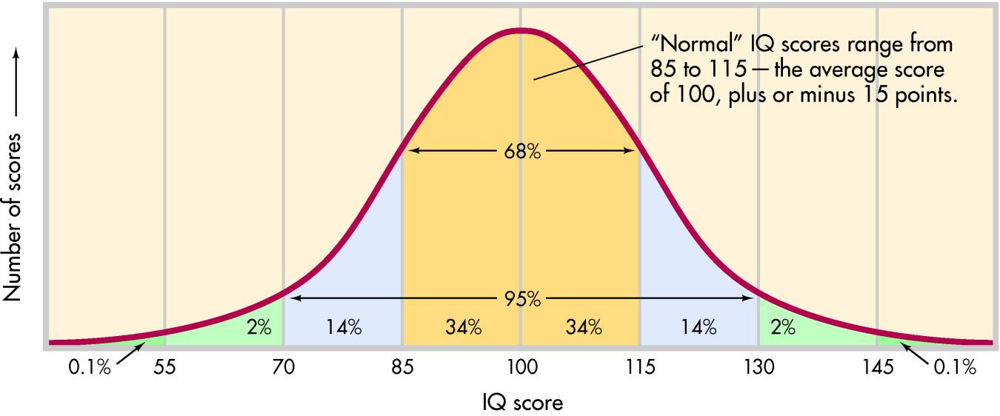 “Normal” IQ scores range from
85 to 115 — the average score
of 100, plus or minus 15 points.
Number of scores
68%
95%
2% 14% 34% 34% 14% 2%
0.1% 55 70 85 100 115 130 145 0.1%
IQ score